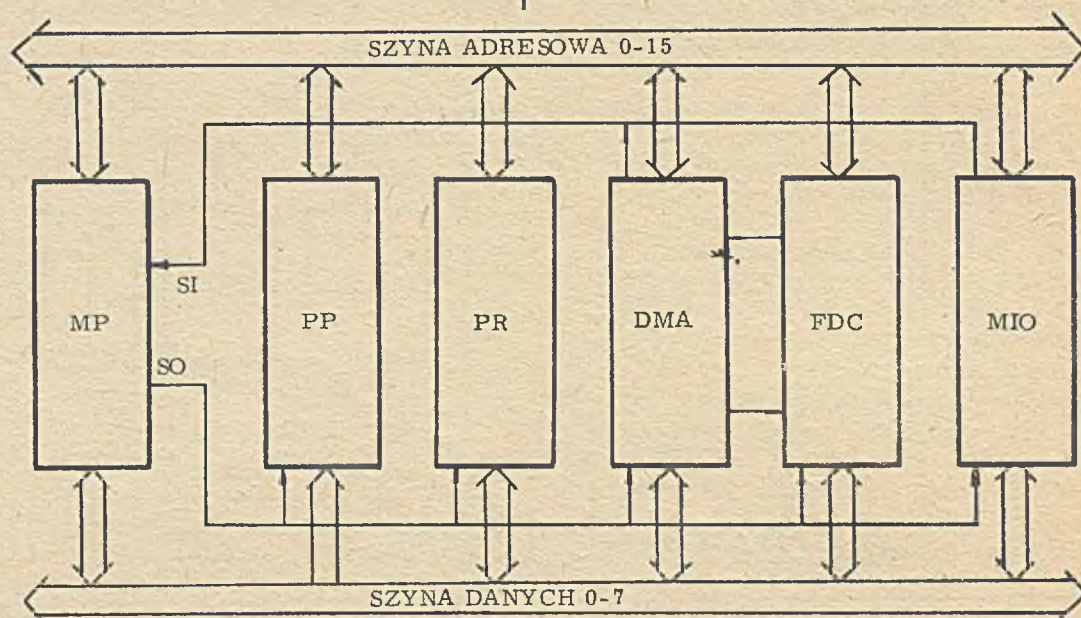 SZYNA ADRESOWA 0-15
SI
MP
PP
PR
DMA
FDC
MIO
SO
SZYNA DANYCH 0-7